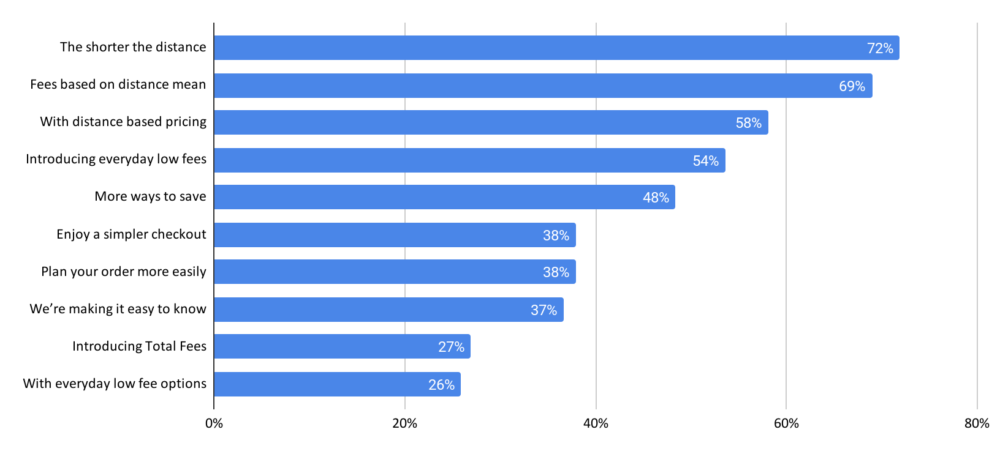 The shorter the distance 72%
Fees based on distance mean 69%
With distance based pricing 58%
Introducing everyday low fees 54%
More ways to save 48%
Enjoy a simpler checkout 38%
Plan your order more easily 38%
We’re making it easy to know 37%
Introducing Total Fees 27%
With everyday low fee options 26%
0% 20% 40% 60% 80%